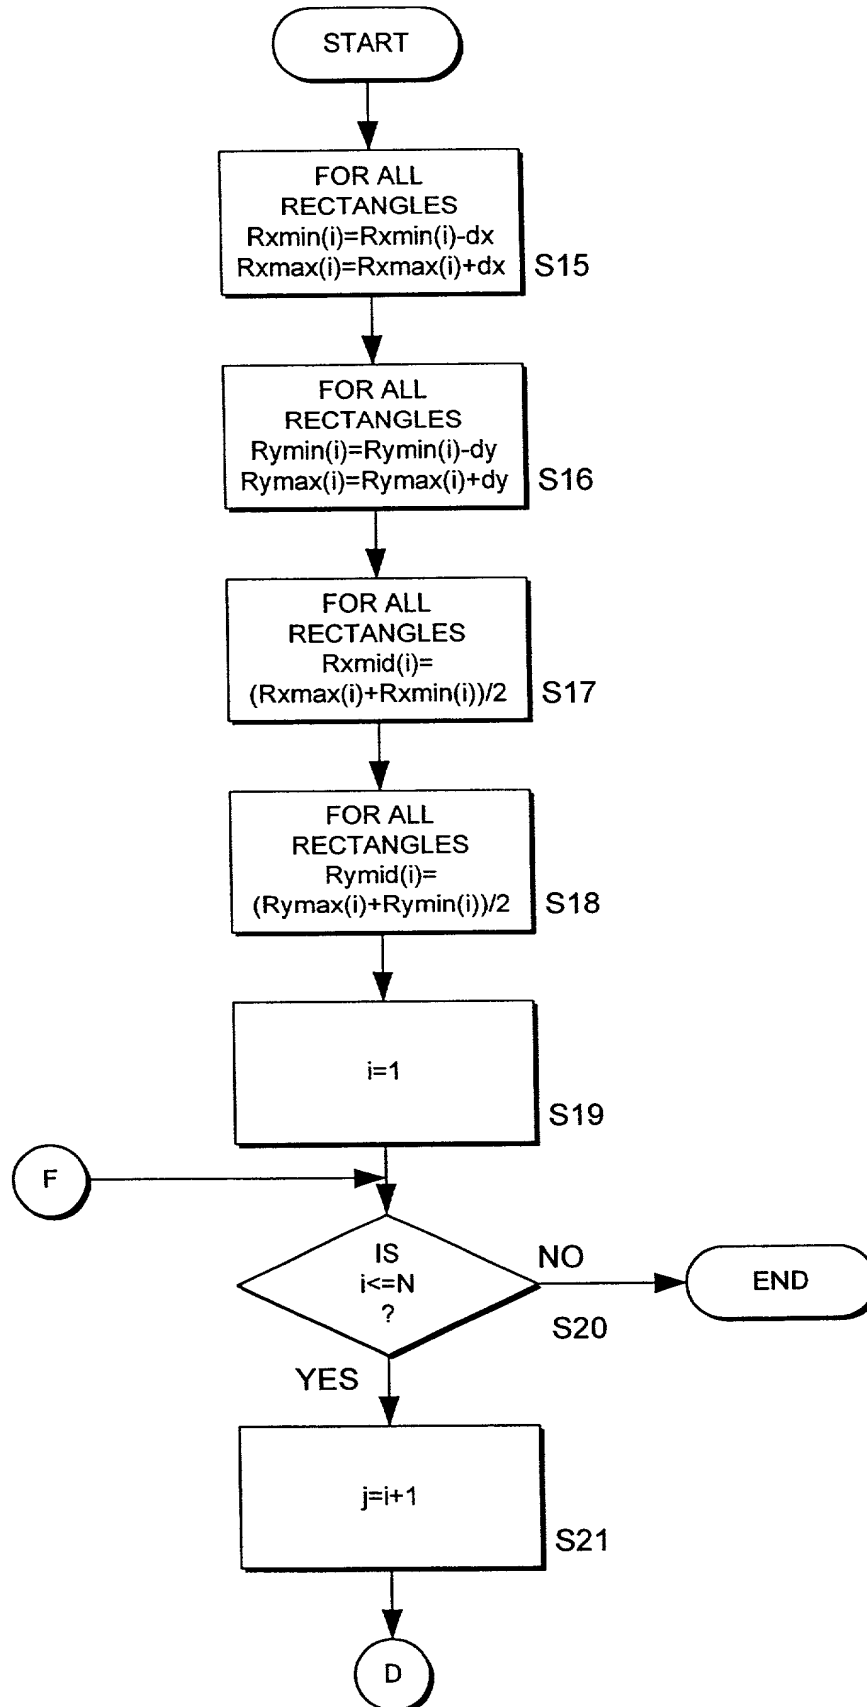 START
FOR ALL
RECTANGLES
Rxmin(i)=Rxmin(i)-dx
Rxmax(i)=Rxmax(i)+dx
S15
FOR ALL
RECTANGLES
Rymin(i)=Rymin(i)-dy
Rymax(i)=Rymax(i)+dy
S16
FOR ALL
RECTANGLES
Rxmid(i)=
(Rxmax(i)+Rxmin(i))/2
S17
FOR ALL
RECTANGLES
Rymid(i)=
(Rymax(i)+Rymin(i))/2
S18
i=1
S19
F
IS
i<=N
?
NO
END
S20
YES
j=i+1
S21
D